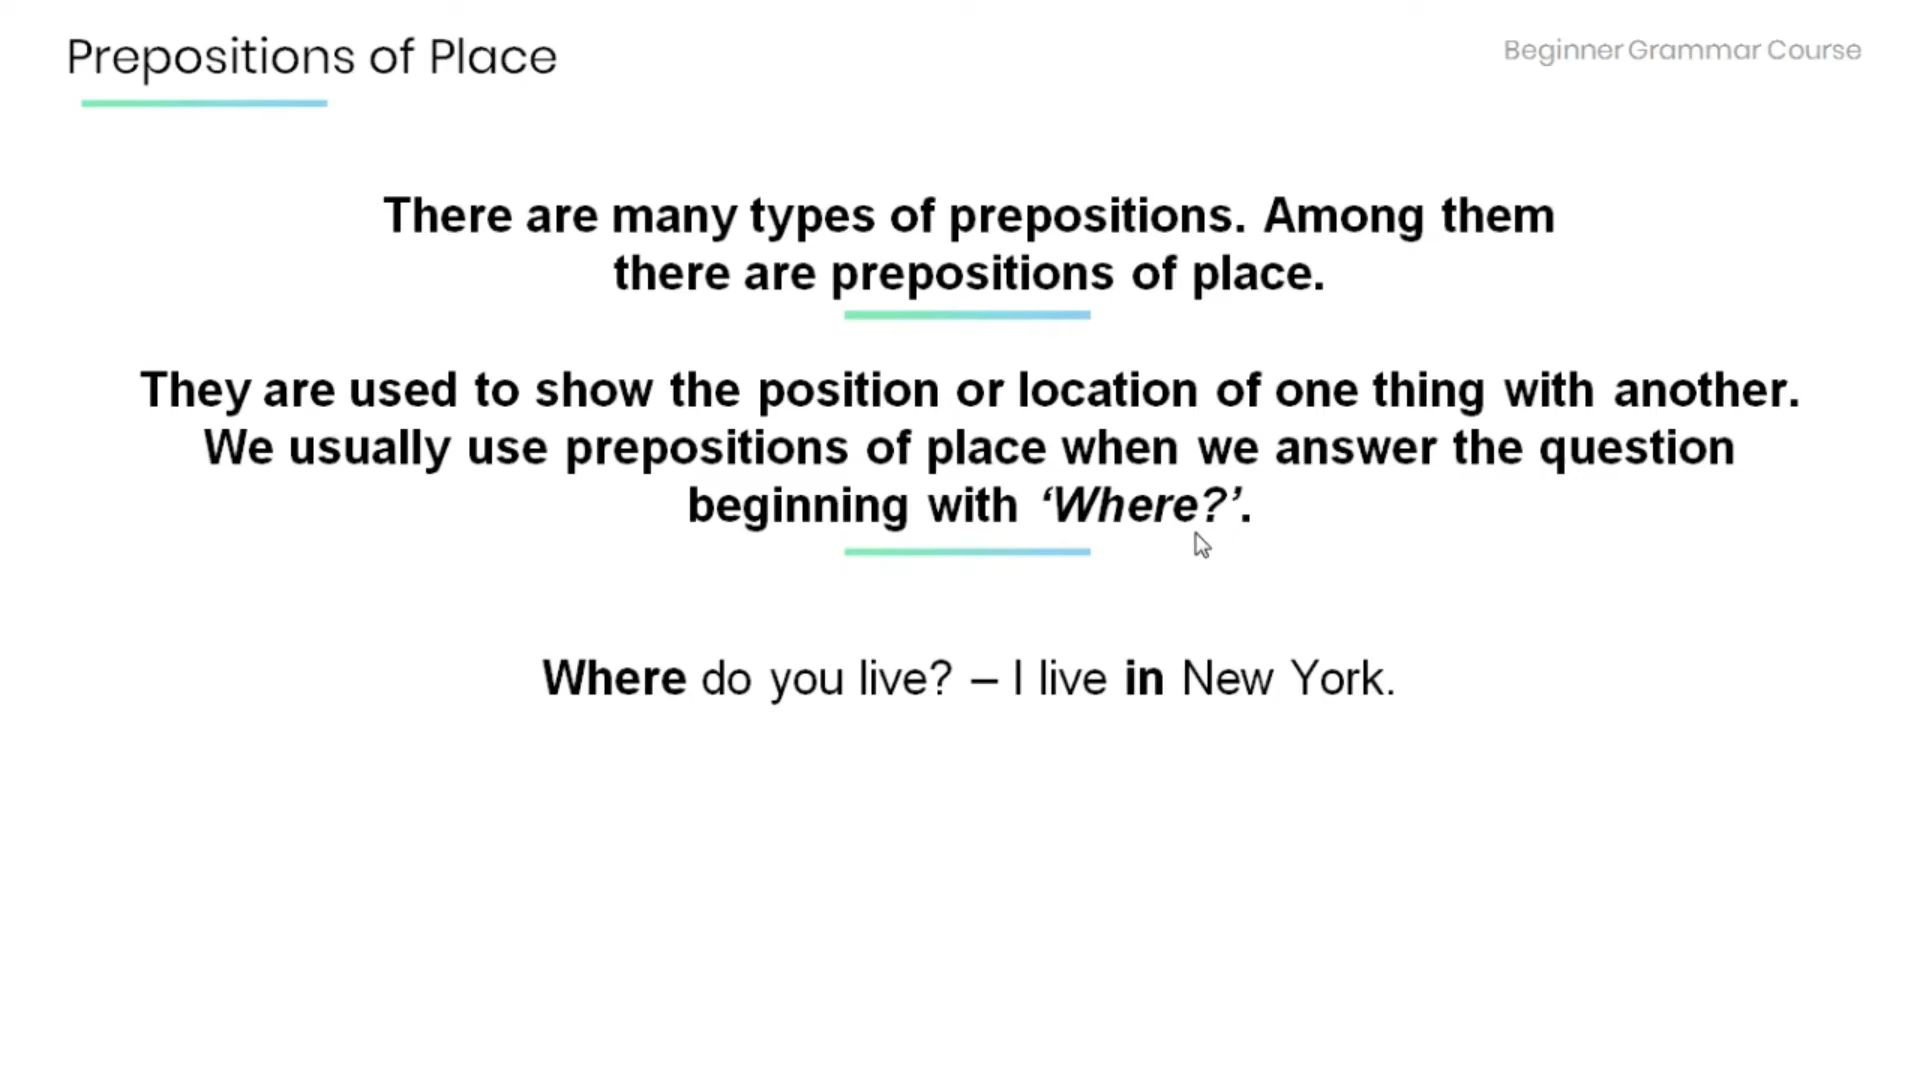 Prepositions of Place
Beginner Grammar Course
There are many types of prepositions. Among them
there are prepositions of place.
They are used to show the position or location of one thing with another.
We usually use prepositions of place when we answer the question
beginning with ‘Where?’.
Where do you live? – I live in New York.